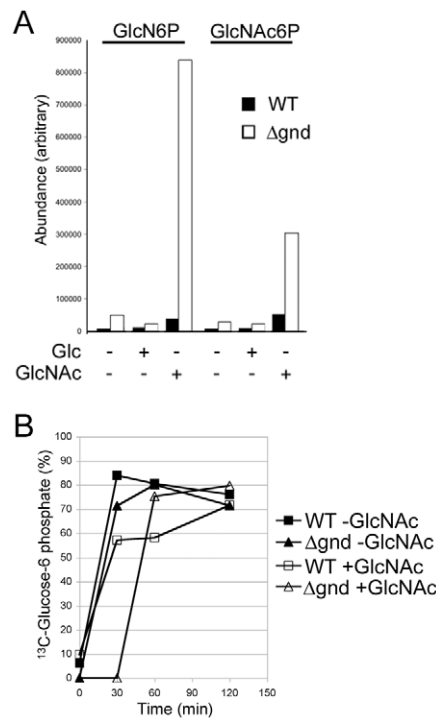 A
GlcN6P GlcNAc6P
900000
800000
700000
600000
500000
400000
300000
200000
100000
0
Abundance (arbitrary)
WT
Δgnd
Glc - + - - + -
GlcNAc - - + - - +
B
100
90
80
70
60
50
40
30
20
10
0
13C-Glucose-6 phosphate (%)
0 30 60 90 120 150
Time (min)
WT -GlcNAc
Δgnd -GlcNAc
WT +GlcNAc
Δgnd +GlcNAc